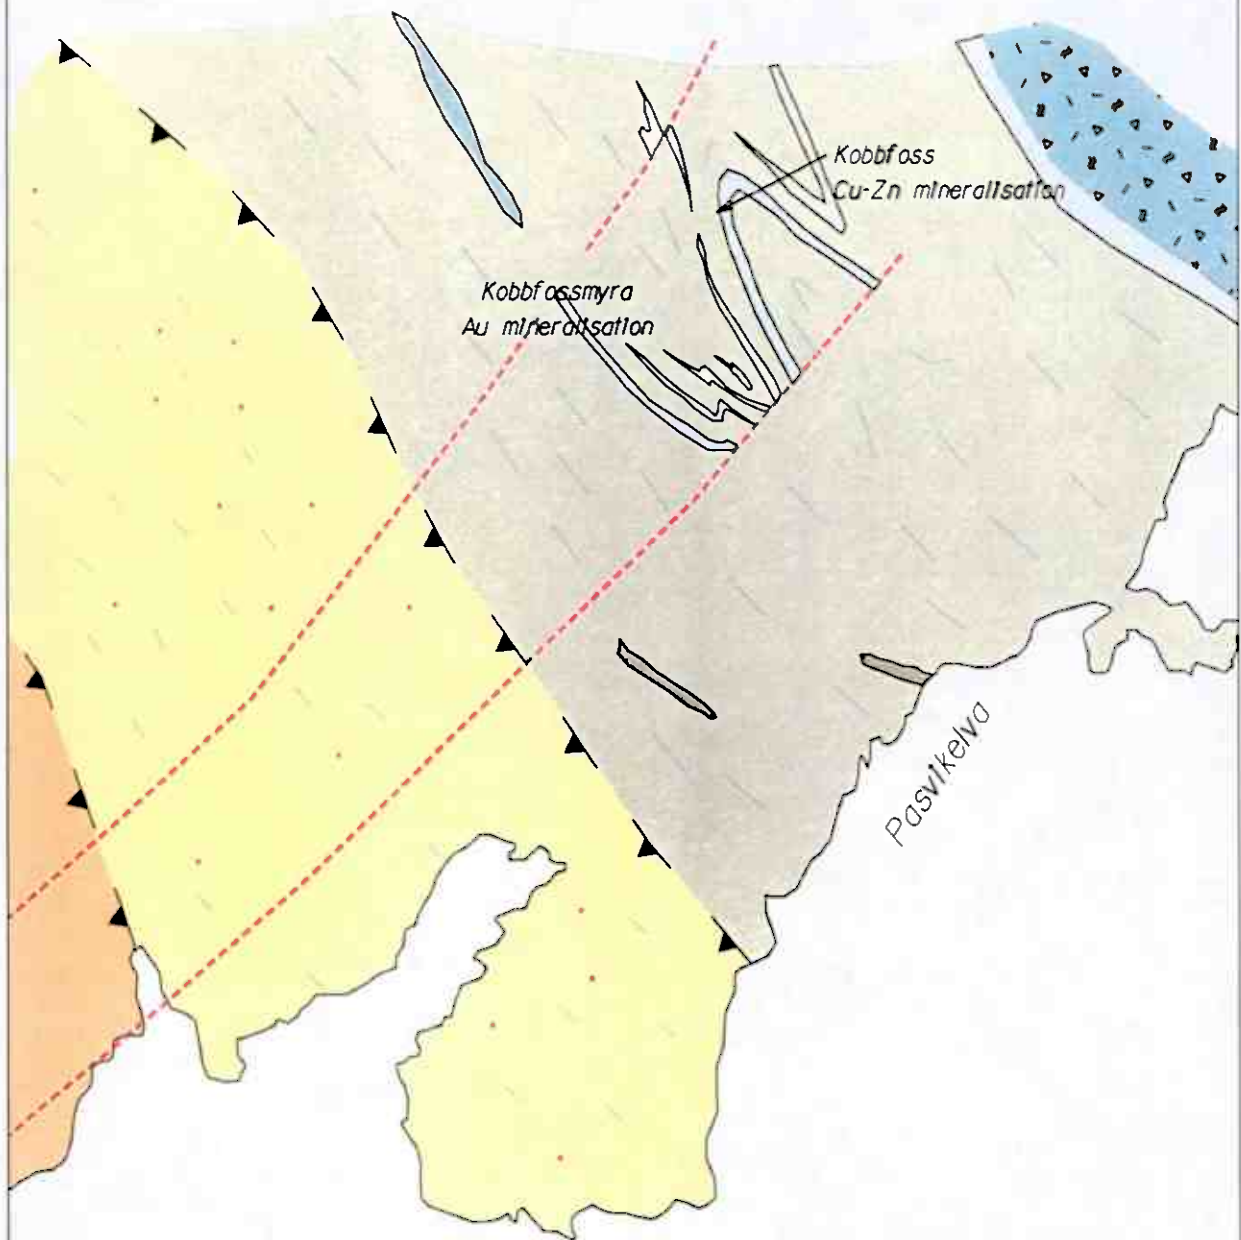 Kobbfoss
Cu-Zn mineralisation
Kobbfossmyra
Au mineralisation
Pasvikelva